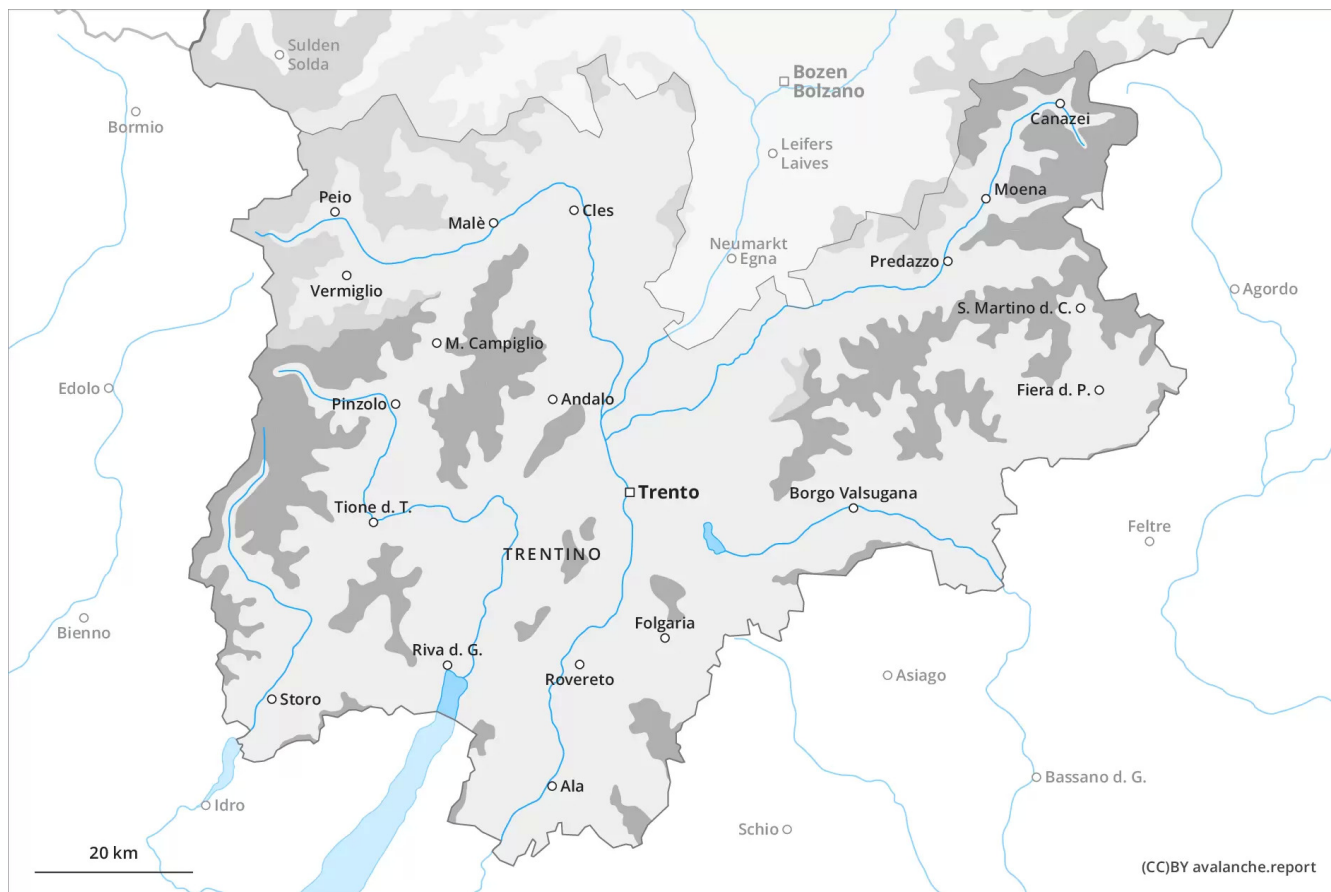 Sulden
Solda
Bozen
Bolzano
Bormio
Canazei
Leifers
Laives
Peio
Moena
Malè
Cles
Neumarkt
Egna
Predazzo
Vermiglio
Agordo
S. Martino d. C.
M. Campiglio
Edolo
Fiera d. P.
Pinzolo
Andalo
Trento
Borgo Valsugana
Tione d. T.
Feltre
TRENTINO
Bienno
Folgaria
Riva d. G.
Asiago
Rovereto
Storo
Bassano d. G.
Ala
Idro
Schio
20 km
(CC)BY avalanche.report